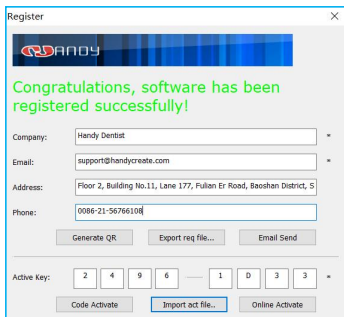 Register
HANDY
Congratulations, software has been
registered successfully!
Company: Handy Dentist *
Email: support@handycreate.com *
Address: Floor 2, Building No.11, Lane 177, Fulian Er Road, Baoshan District, S
Phone: 0086-21-56766108
Generate QR Export req file... Email Send
Active Key: 2 4 9 6 — 1 D 3 3 *
Code Activate Import act file.. Online Activate